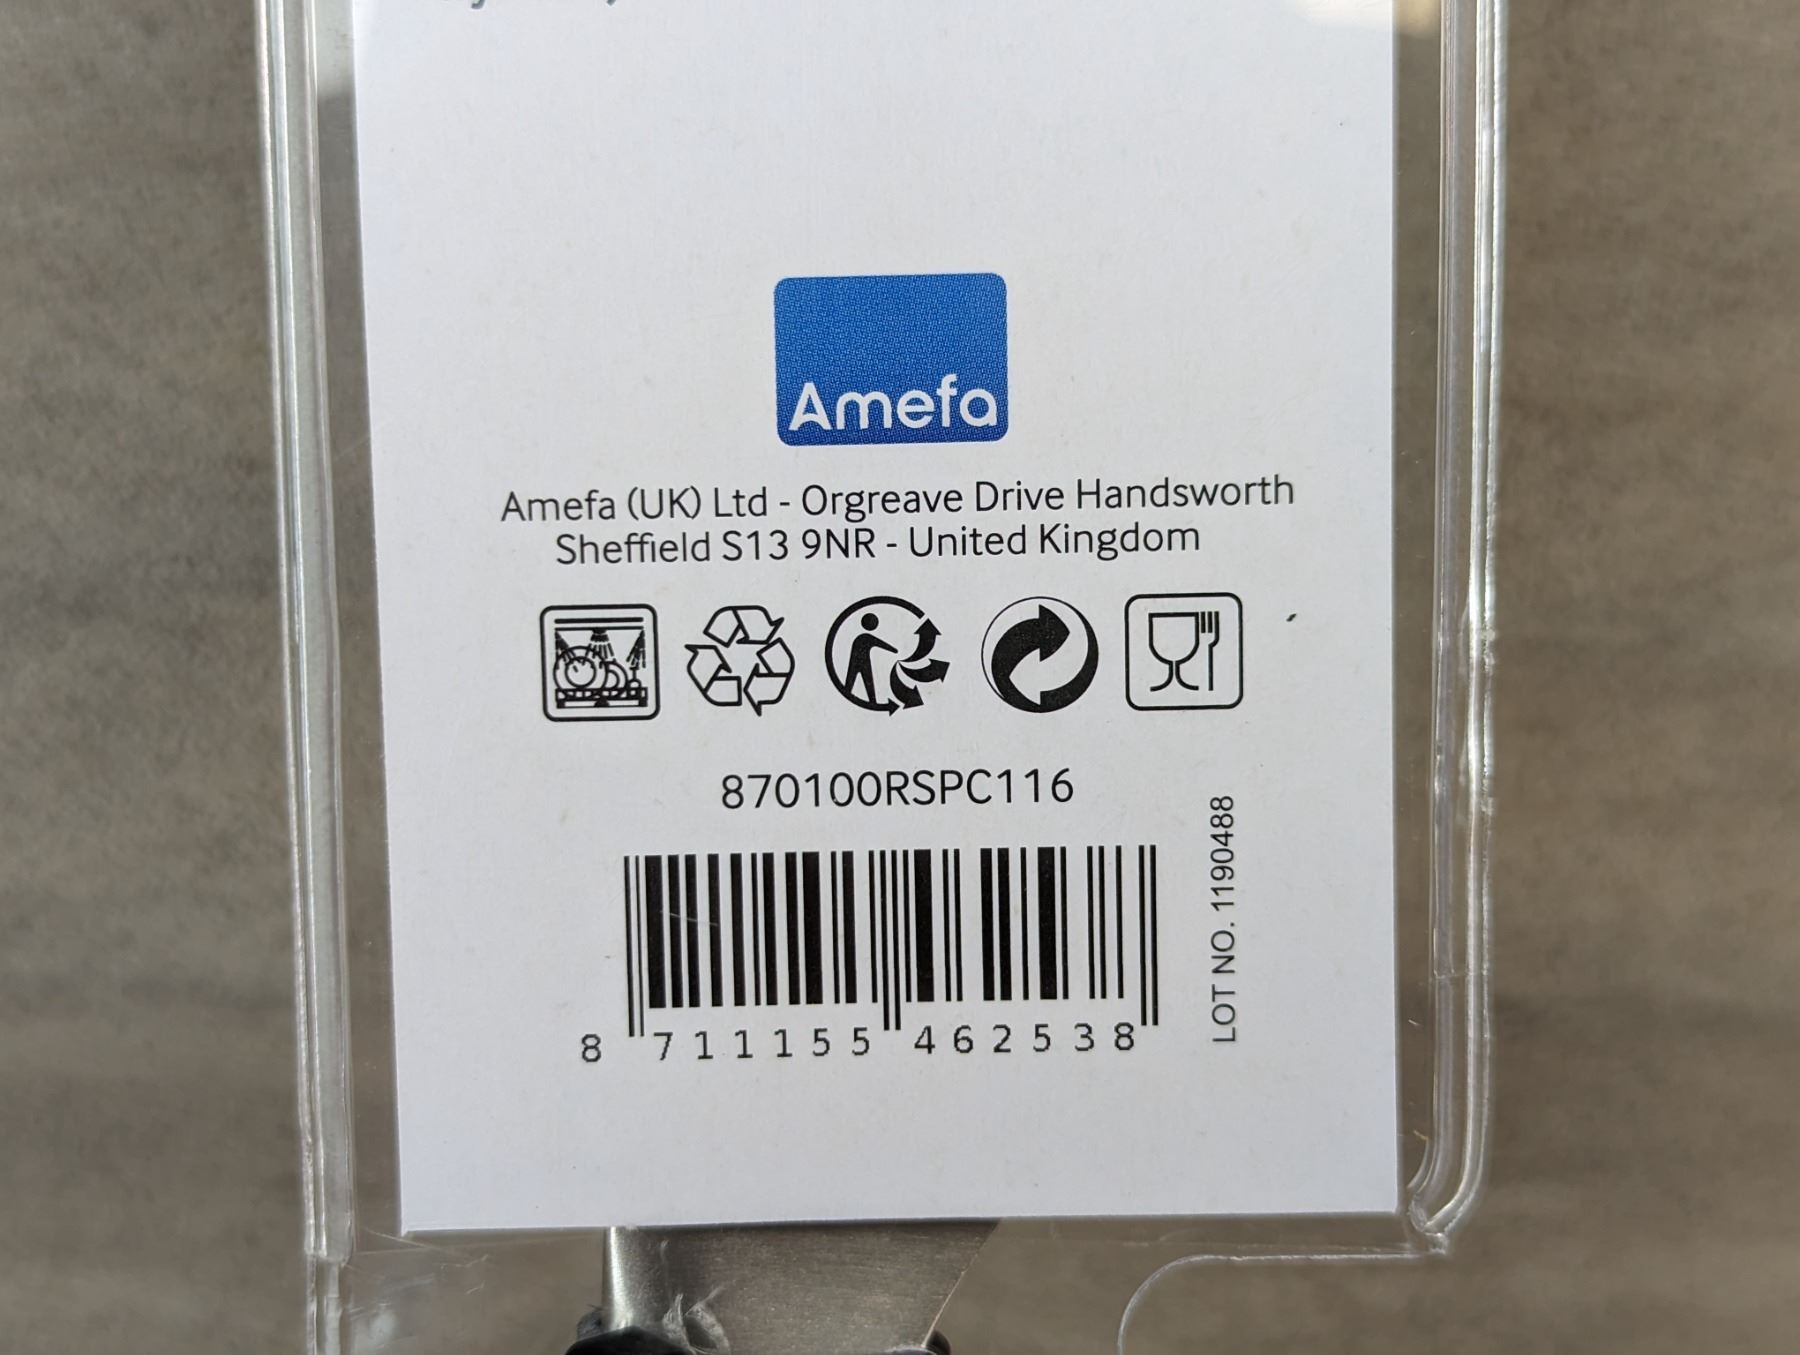 Amefa
Amefa (UK) Ltd - Orgreave Drive Handsworth
Sheffield S13 9NR - United Kingdom
870100RSPC116
LOT NO. 1190488
8 711155 462538